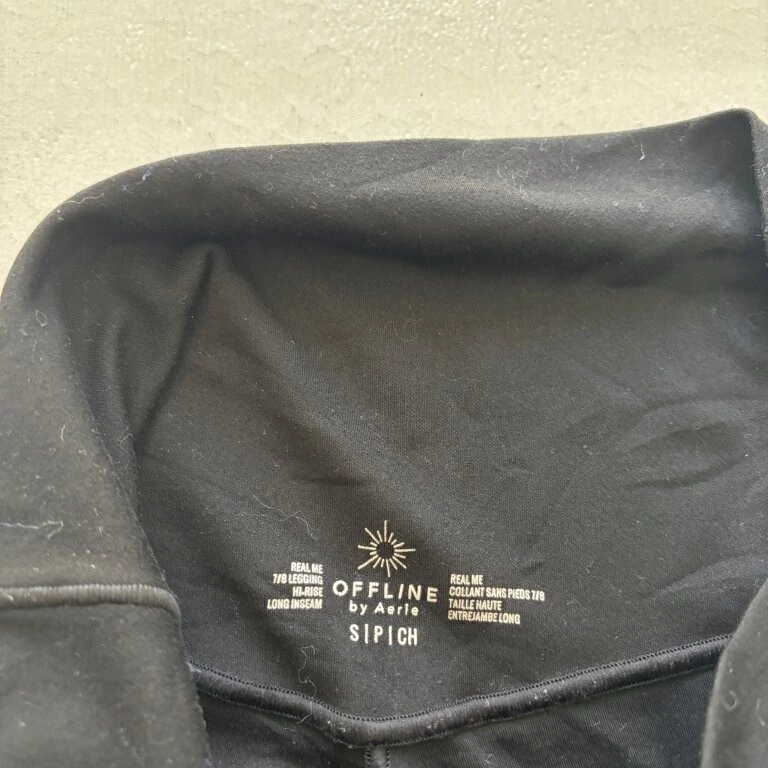 REAL ME
7/8 LEGGING
HI-RISE
LONG INSEAM
OFFLINE
by Aerie
S|P|CH
REAL ME
COLLANT SANS PIEDS 7/8
TAILLE HAUTE
ENTREJAMBE LONG